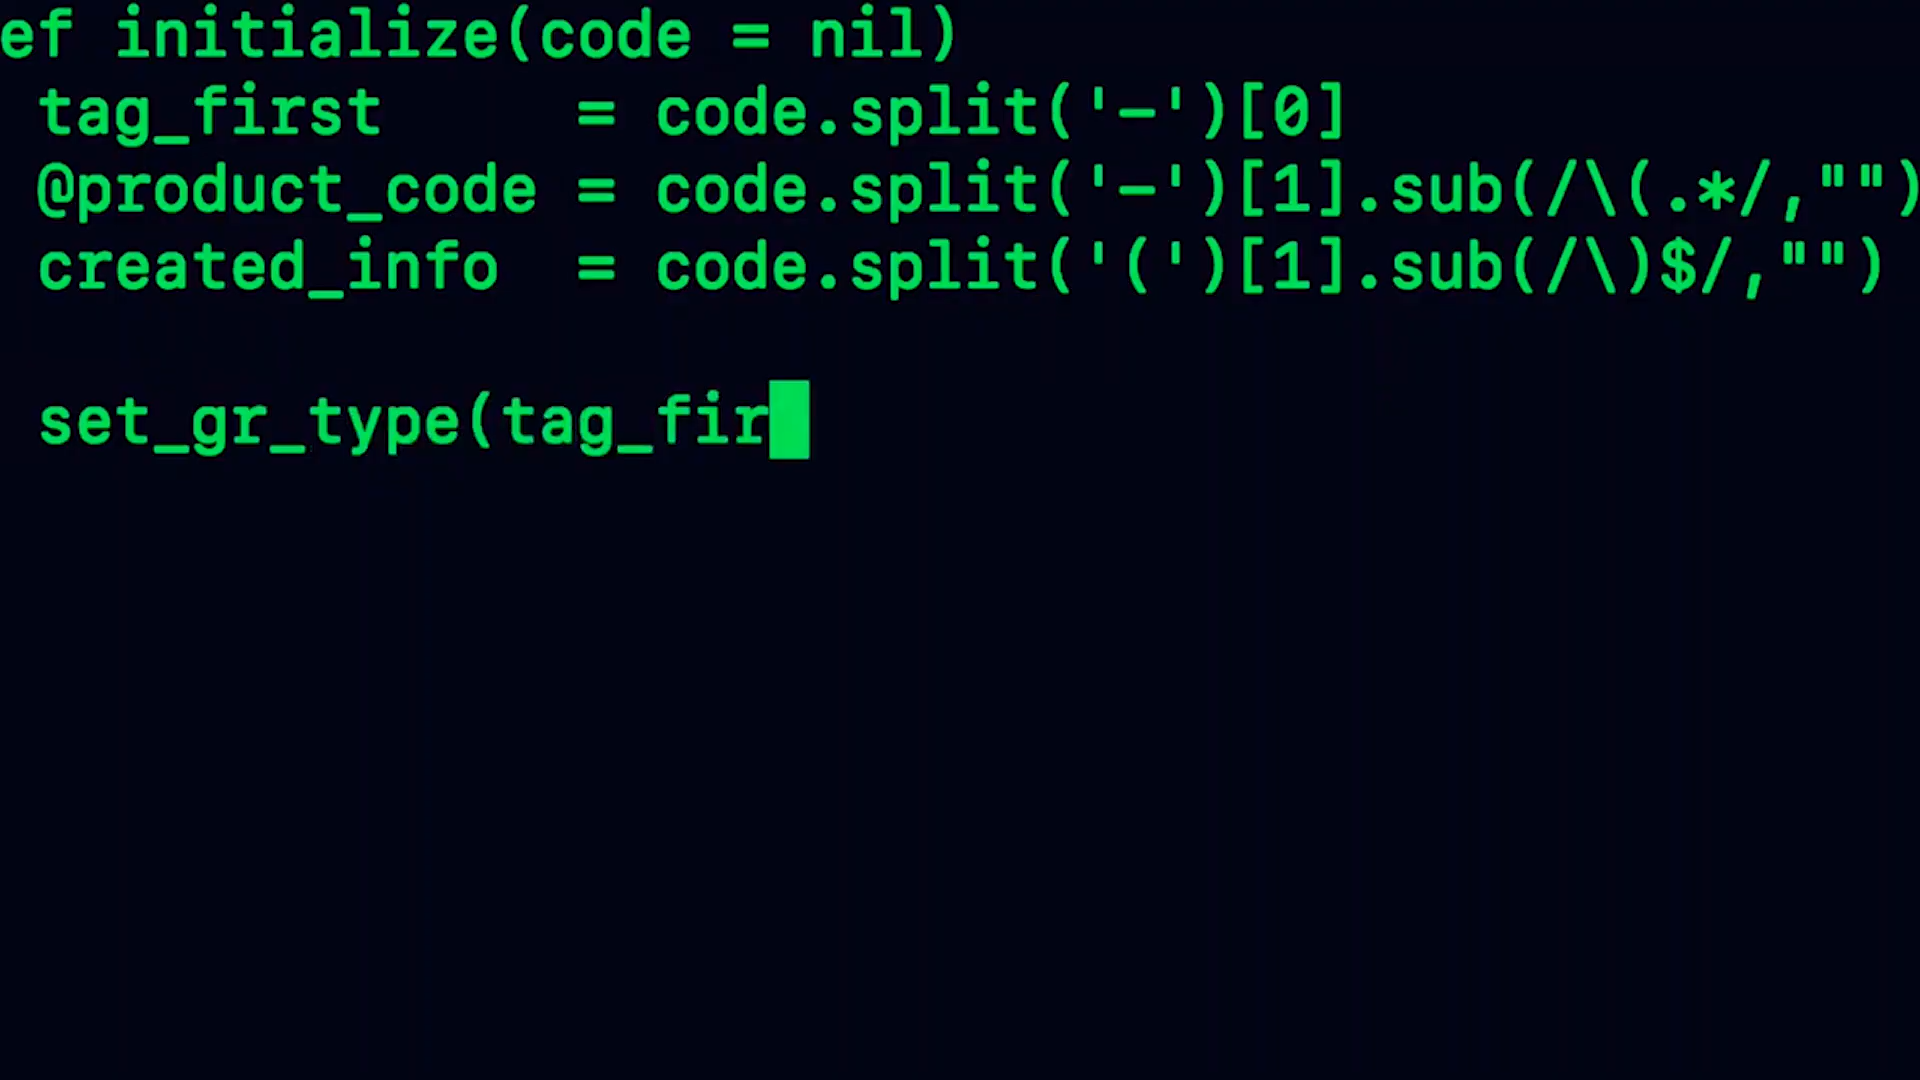 ef initialize(code = nil)
tag_first = code.split('-')[0]
@product_code = code.split('-')[1].sub(/\(.*/,"")
created_info = code.split('(')[1].sub(/\)$/,"")
set_gr_type(tag_fir